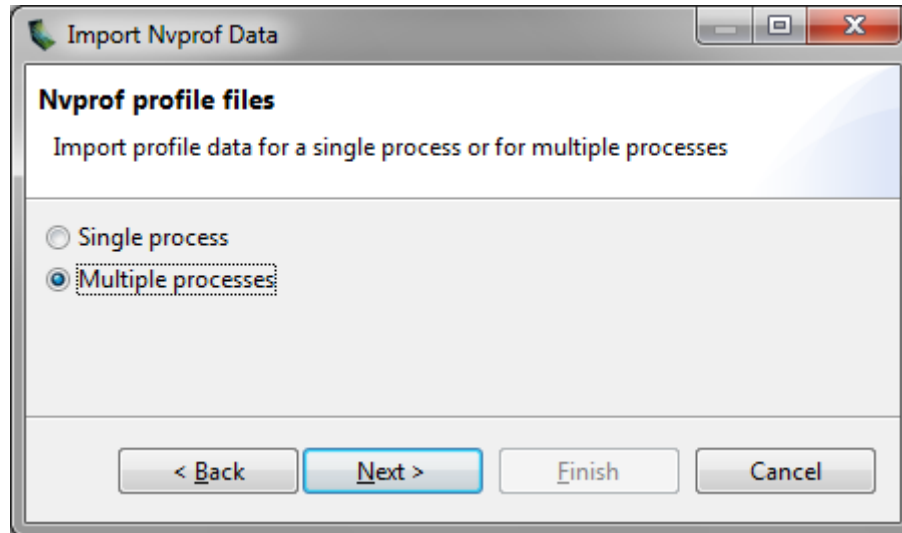 Import Nvprof Data
Nvprof profile files
Import profile data for a single process or for multiple processes
Single process
Multiple processes
< Back Next > Finish Cancel